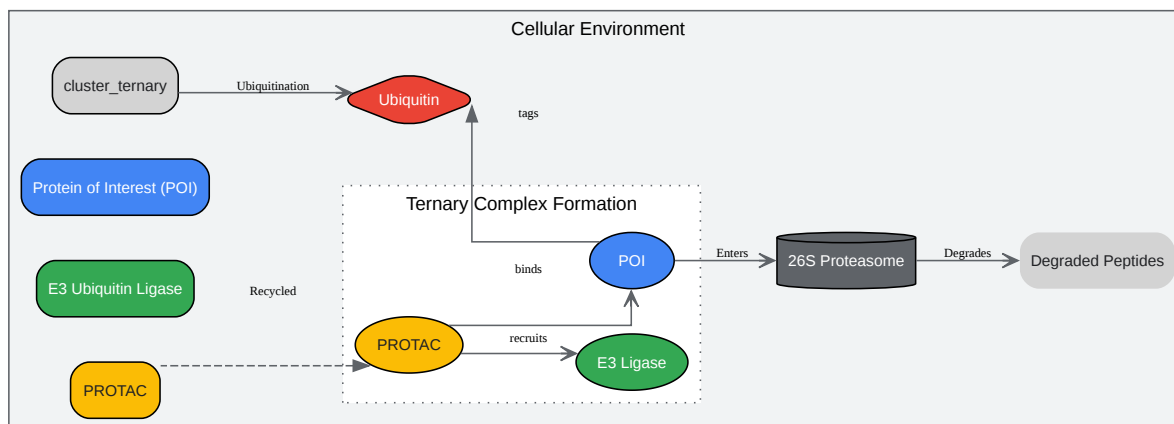 Cellular Environment
cluster_ternary
Ubiquitination
Ubiquitin
tags
Protein of Interest (POI)
Ternary Complex Formation
POI
binds
Enters
26S Proteasome
Degrades
Degraded Peptides
E3 Ubiquitin Ligase
Recycled
PROTAC
recruits
E3 Ligase
PROTAC